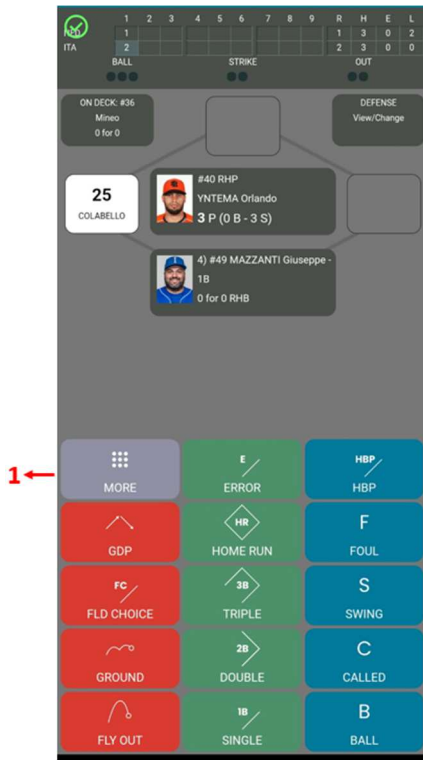 1 2 3 4 5 6 7 8 9 R H E L
1 1 3 0 2
ITA 2 2 3 0 0
BALL STRIKE OUT
ON DECK: #36
Mineo
0 for 0
DEFENSE
View/Change
25
COLABELLO
#40 RHP
YNTEMA Orlando
3 P (0 B - 3 S)
4) #49 MAZZANTI Giuseppe -
1B
0 for 0 RHB
1
MORE
E
ERROR
HBP
HBP
GDP
HR
HOME RUN
F
FOUL
FC
FLD CHOICE
3B
TRIPLE
S
SWING
GROUND
2B
DOUBLE
C
CALLED
FLY OUT
1B
SINGLE
B
BALL